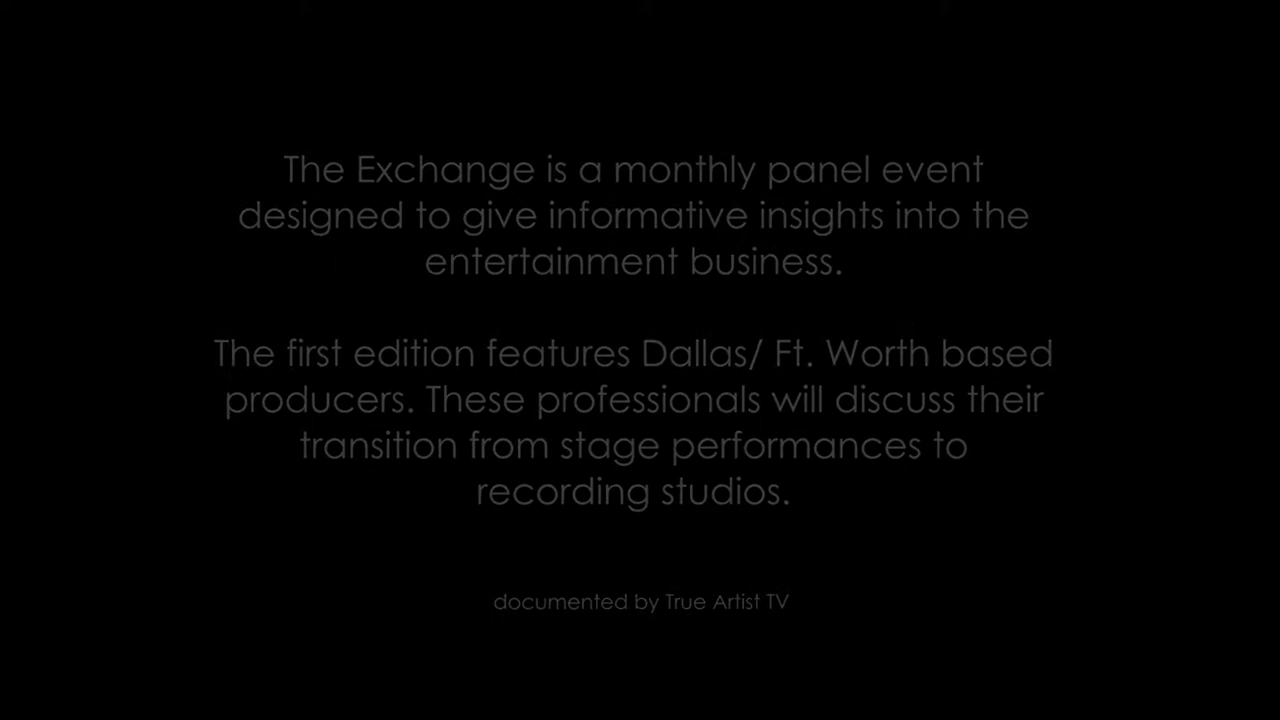 The Exchange is a monthly panel event
designed to give informative insights into the
entertainment business.
The first edition features Dallas/ Ft. Worth based
producers. These professionals will discuss their
transition from stage performances to
recording studios.
documented by True Artist TV